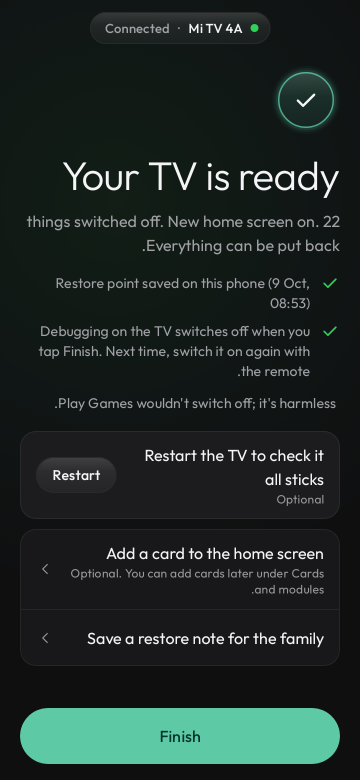 Connected · Mi TV 4A
Your TV is ready
things switched off. New home screen on. 22
.Everything can be put back
Restore point saved on this phone (9 Oct,
08:53)
Debugging on the TV switches off when you
tap Finish. Next time, switch it on again with
.the remote
.Play Games wouldn't switch off; it's harmless
Restart the TV to check it
all sticks
Optional
Restart
Add a card to the home screen
Optional. You can add cards later under Cards
.and modules
Save a restore note for the family
Finish